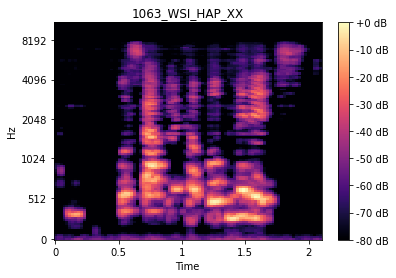 1063_WSI_HAP_XX
+0 dB
8192
-10 dB
4096
-20 dB
-30 dB
2048
Hz
-40 dB
1024
-50 dB
512
-60 dB
-70 dB
0
-80 dB
0
0.5
1
1.5
2
Time